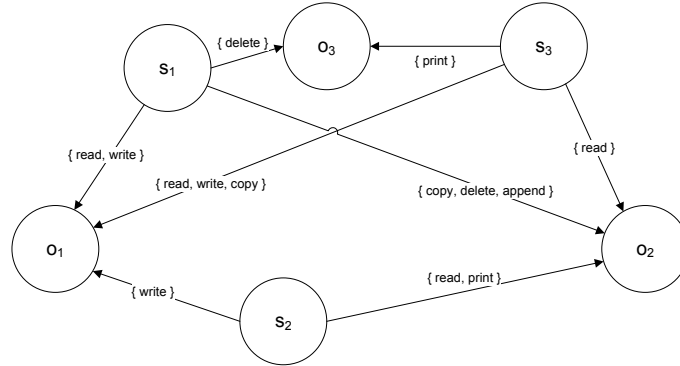 { delete }
o3
s3
s1
{ print }
{ read, write }
{ read }
{ read, write, copy }
{ copy, delete, append }
o1
o2
{ write }
{ read, print }
s2